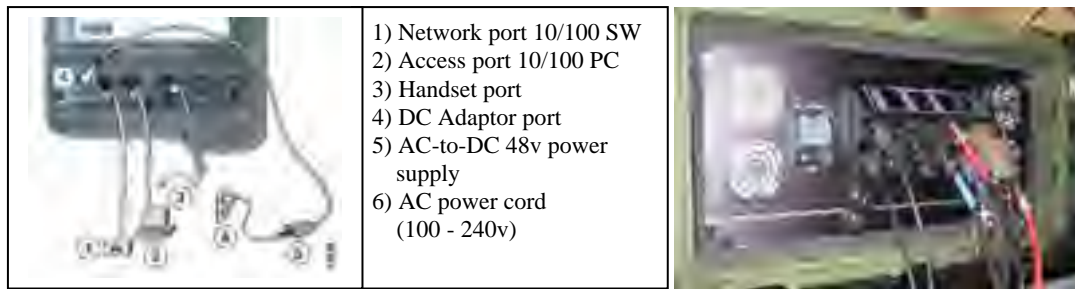 1) Network port 10/100 SW
2) Access port 10/100 PC
3) Handset port
4) DC Adaptor port
5) AC-to-DC 48v power
supply
6) AC power cord
(100 - 240v)